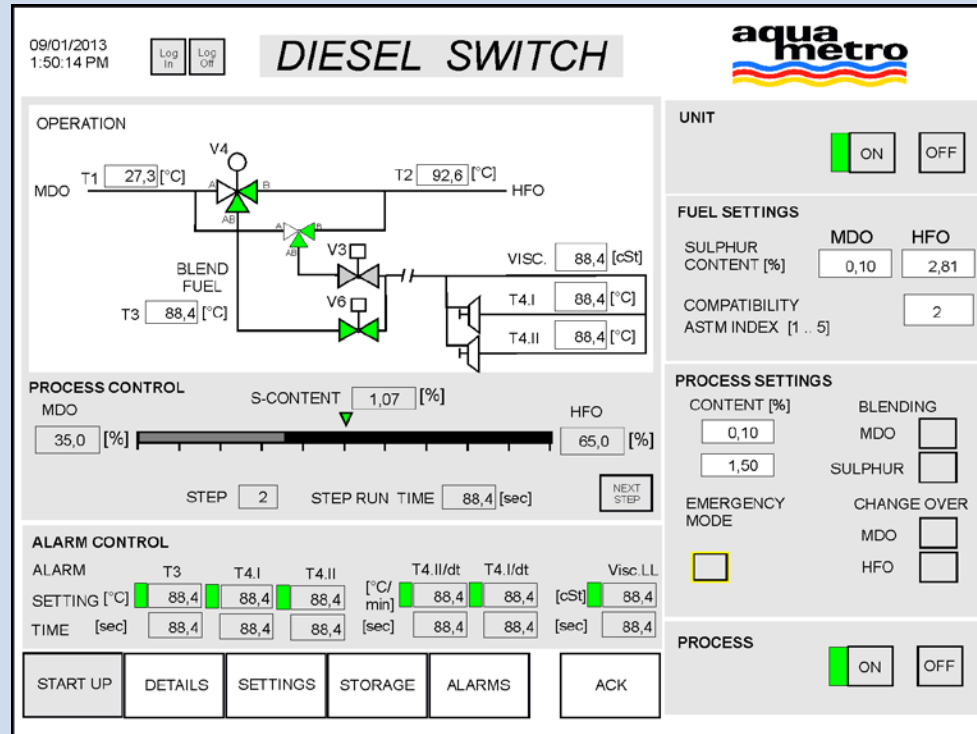 09/01/2013
1:50:14 PM
Log In
Log Off
DIESEL SWITCH
aqua metro
OPERATION
V4
T1 27,3 [°C]
T2 92,6 [°C]
MDO
HFO
A B
AB
A B
AB
V3
BLEND
FUEL
VISC. 88,4 [cSt]
T4.I 88,4 [°C]
V6
T3 88,4 [°C]
T4.II 88,4 [°C]
PROCESS CONTROL
MDO
S-CONTENT 1,07 [%]
HFO
35,0 [%]
65,0 [%]
STEP 2
STEP RUN TIME 88,4 [sec]
NEXT STEP
ALARM CONTROL
ALARM T3 T4.I T4.II T4.II/dt T4.I/dt Visc.LL
SETTING [°C] 88,4 88,4 88,4 [°C/min] 88,4 88,4 [cSt] 88,4
TIME [sec] 88,4 88,4 88,4 [sec] 88,4 88,4 [sec] 88,4
START UP
DETAILS
SETTINGS
STORAGE
ALARMS
ACK
UNIT
ON OFF
FUEL SETTINGS
MDO HFO
SULPHUR
CONTENT [%] 0,10 2,81
COMPATIBILITY
ASTM INDEX [1 .. 5] 2
PROCESS SETTINGS
CONTENT [%] BLENDING
0,10 MDO
1,50 SULPHUR
EMERGENCY
MODE
CHANGE OVER
MDO
HFO
PROCESS
ON OFF